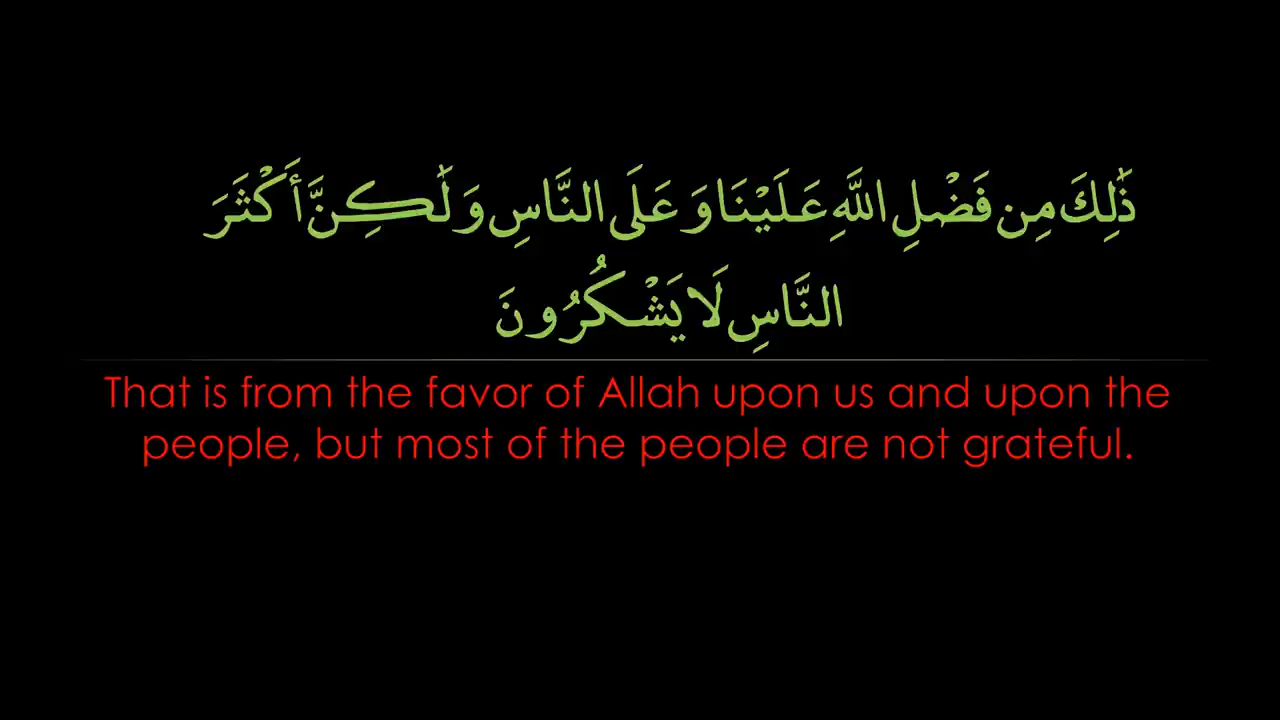 ذَٰلِكَ مِن فَضْلِ اللَّهِ عَلَيْنَا وَعَلَى النَّاسِ وَلَٰكِنَّ أَكْثَرَ
النَّاسِ لَا يَشْكُرُونَ
That is from the favor of Allah upon us and upon the
people, but most of the people are not grateful.